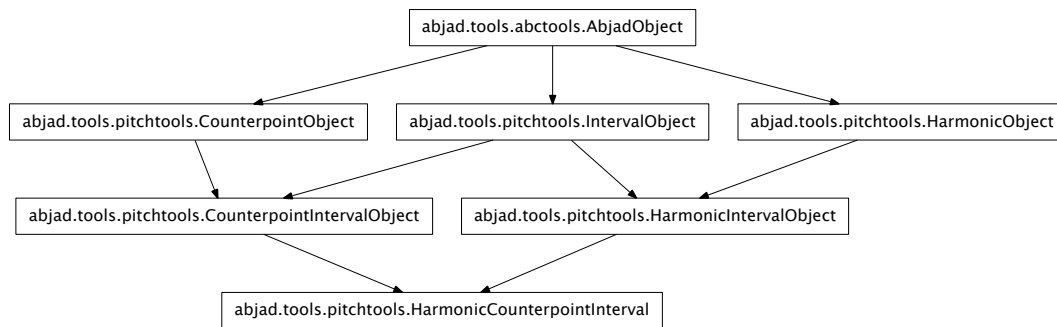 abjad.tools.abctools.AbjadObject
abjad.tools.pitchtools.CounterpointObject
abjad.tools.pitchtools.IntervalObject
abjad.tools.pitchtools.HarmonicObject
abjad.tools.pitchtools.CounterpointIntervalObject
abjad.tools.pitchtools.HarmonicIntervalObject
abjad.tools.pitchtools.HarmonicCounterpointInterval